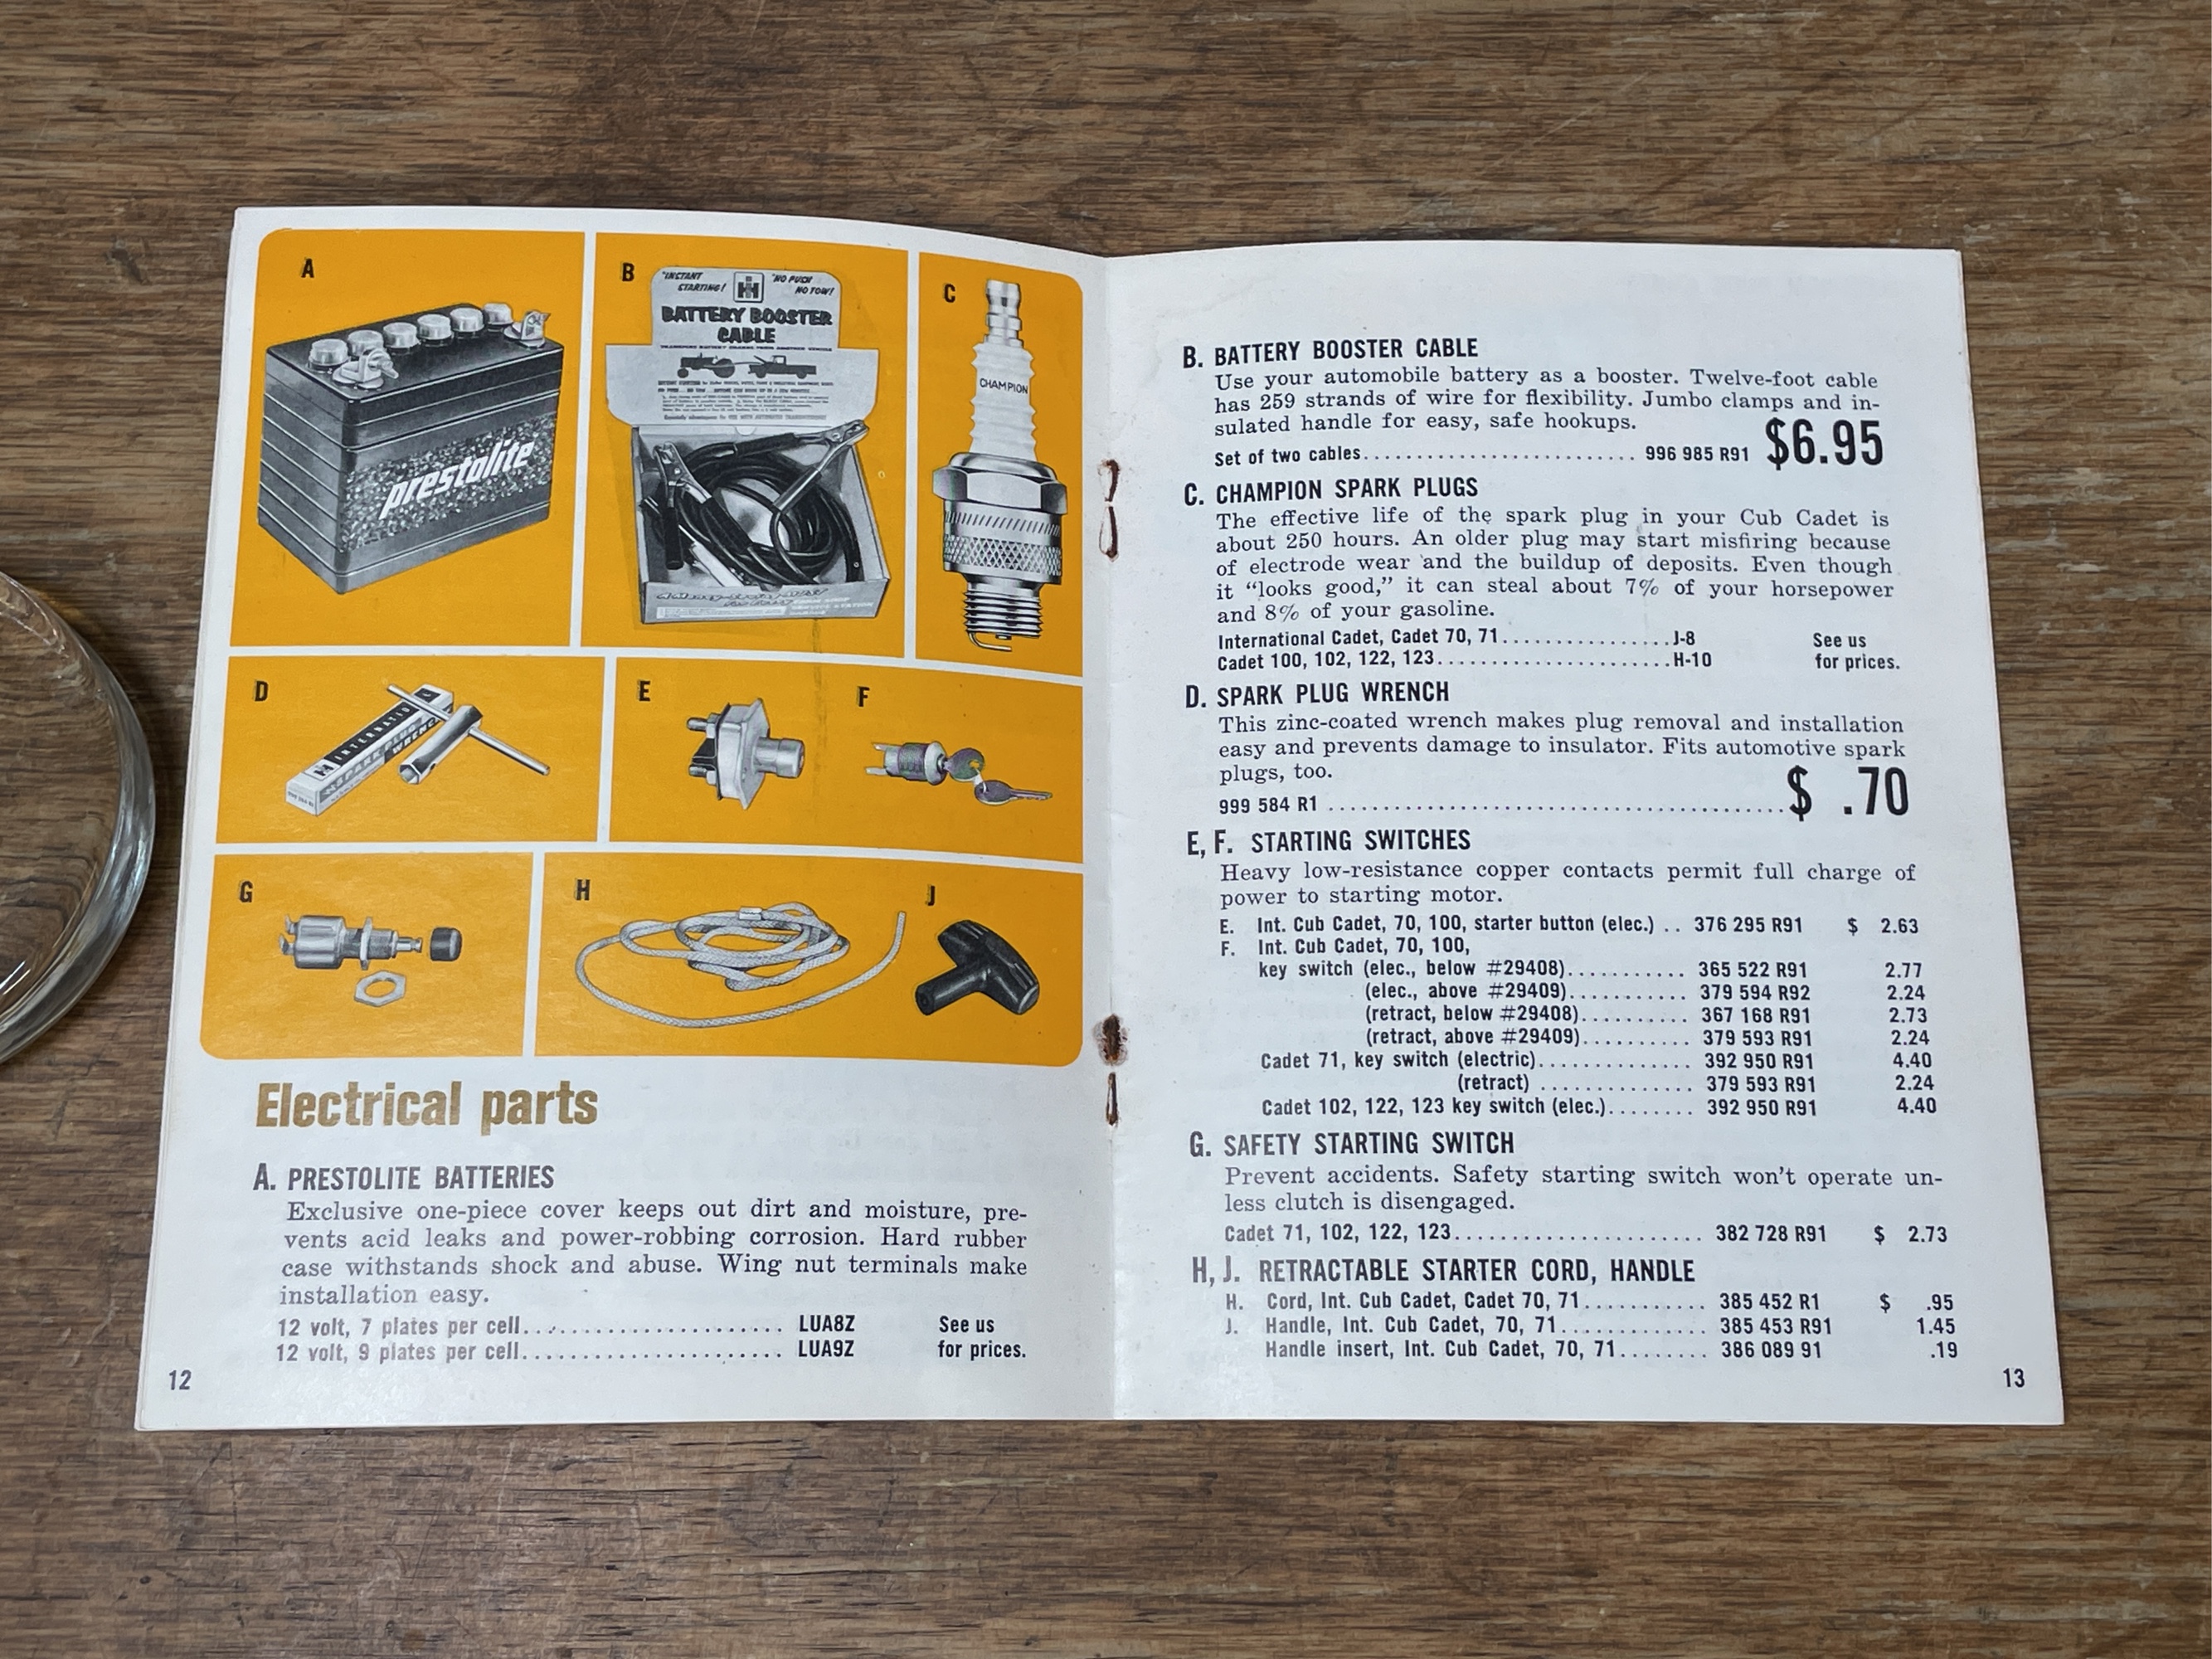 A
prestolite
B
"INSTANT STARTING!
IH
"NO PUSH NO TOW!
BATTERY BOOSTER
CABLE
C
CHAMPION
D
INTERNATIO
SPARK PLUG
WRENCH
E
F
G
H
J
Electrical parts
A. PRESTOLITE BATTERIES
Exclusive one-piece cover keeps out dirt and moisture, pre-
vents acid leaks and power-robbing corrosion. Hard rubber
case withstands shock and abuse. Wing nut terminals make
installation easy.
12 volt, 7 plates per cell........................ LUA8Z See us
12 volt, 9 plates per cell........................ LUA9Z for prices.
12
B. BATTERY BOOSTER CABLE
Use your automobile battery as a booster. Twelve-foot cable
has 259 strands of wire for flexibility. Jumbo clamps and in-
sulated handle for easy, safe hookups.
Set of two cables.......................... 996 985 R91 $6.95
C. CHAMPION SPARK PLUGS
The effective life of the spark plug in your Cub Cadet is
about 250 hours. An older plug may start misfiring because
of electrode wear and the buildup of deposits. Even though
it “looks good,” it can steal about 7% of your horsepower
and 8% of your gasoline.
International Cadet, Cadet 70, 71................J-8 See us
Cadet 100, 102, 122, 123......................H-10 for prices.
D. SPARK PLUG WRENCH
This zinc-coated wrench makes plug removal and installation
easy and prevents damage to insulator. Fits automotive spark
plugs, too.
999 584 R1 ..........................................$ .70
E, F. STARTING SWITCHES
Heavy low-resistance copper contacts permit full charge of
power to starting motor.
E. Int. Cub Cadet, 70, 100, starter button (elec.) .. 376 295 R91 $ 2.63
F. Int. Cub Cadet, 70, 100,
key switch (elec., below #29408)........... 365 522 R91 2.77
(elec., above #29409)........... 379 594 R92 2.24
(retract, below #29408).......... 367 168 R91 2.73
(retract, above #29409).......... 379 593 R91 2.24
Cadet 71, key switch (electric).............. 392 950 R91 4.40
(retract) .............. 379 593 R91 2.24
Cadet 102, 122, 123 key switch (elec.)........ 392 950 R91 4.40
G. SAFETY STARTING SWITCH
Prevent accidents. Safety starting switch won't operate un-
less clutch is disengaged.
Cadet 71, 102, 122, 123....................... 382 728 R91 $ 2.73
H, J. RETRACTABLE STARTER CORD, HANDLE
H. Cord, Int. Cub Cadet, Cadet 70, 71........... 385 452 R1 $ .95
J. Handle, Int. Cub Cadet, 70, 71............. 385 453 R91 1.45
Handle insert, Int. Cub Cadet, 70, 71........ 386 089 91 .19
13